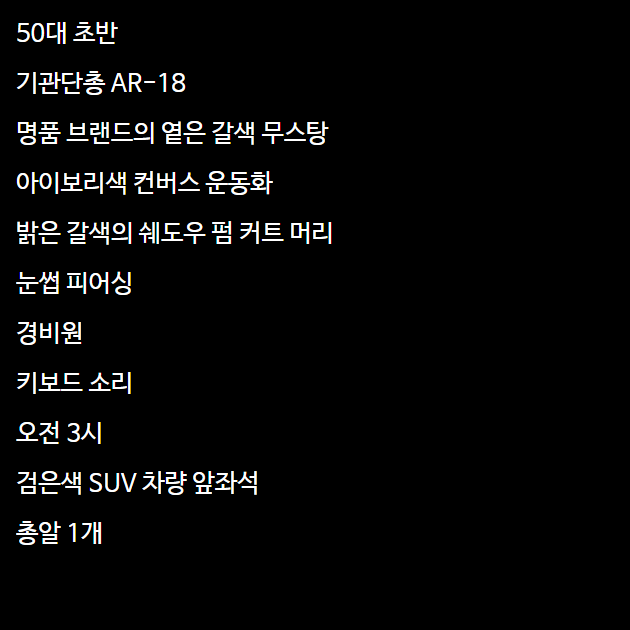 50대 초반
기관단총 AR-18
명품 브랜드의 옅은 갈색 무스탕
아이보리색 컨버스 운동화
밝은 갈색의 쉐도우 펌 커트 머리
눈썹 피어싱
경비원
키보드 소리
오전 3시
검은색 SUV 차량 앞좌석
총알 1개